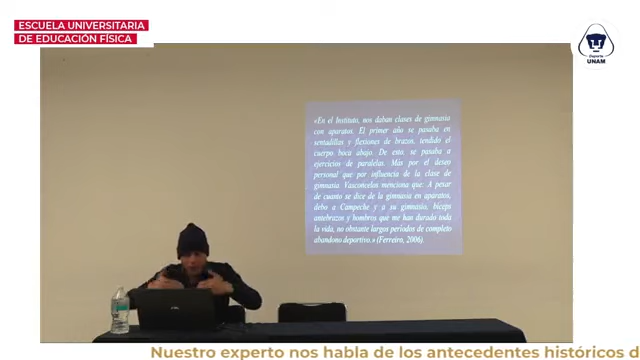 ESCUELA UNIVERSITARIA
DE EDUCACIÓN FÍSICA
Deporte
UNAM
«En el Instituto, nos daban clases de gimnasia
con aparatos. El primer año se pasaba en
sentadillas y flexiones de brazos, tendido el
cuerpo boca abajo. De esto, se pasaba a
ejercicios de paralelas. Más por el deseo
personal que por influencia de la clase de
gimnasia Vasconcelos menciona que: A pesar
de cuanto se dice de la gimnasia en aparatos,
debo a Campeche y a su gimnasio, bíceps
antebrazos y hombros que me han durado toda
la vida, no obstante largos períodos de completo
abandono deportivo.» (Ferreiro, 2006).
Nuestro experto nos habla de los antecedentes históricos d